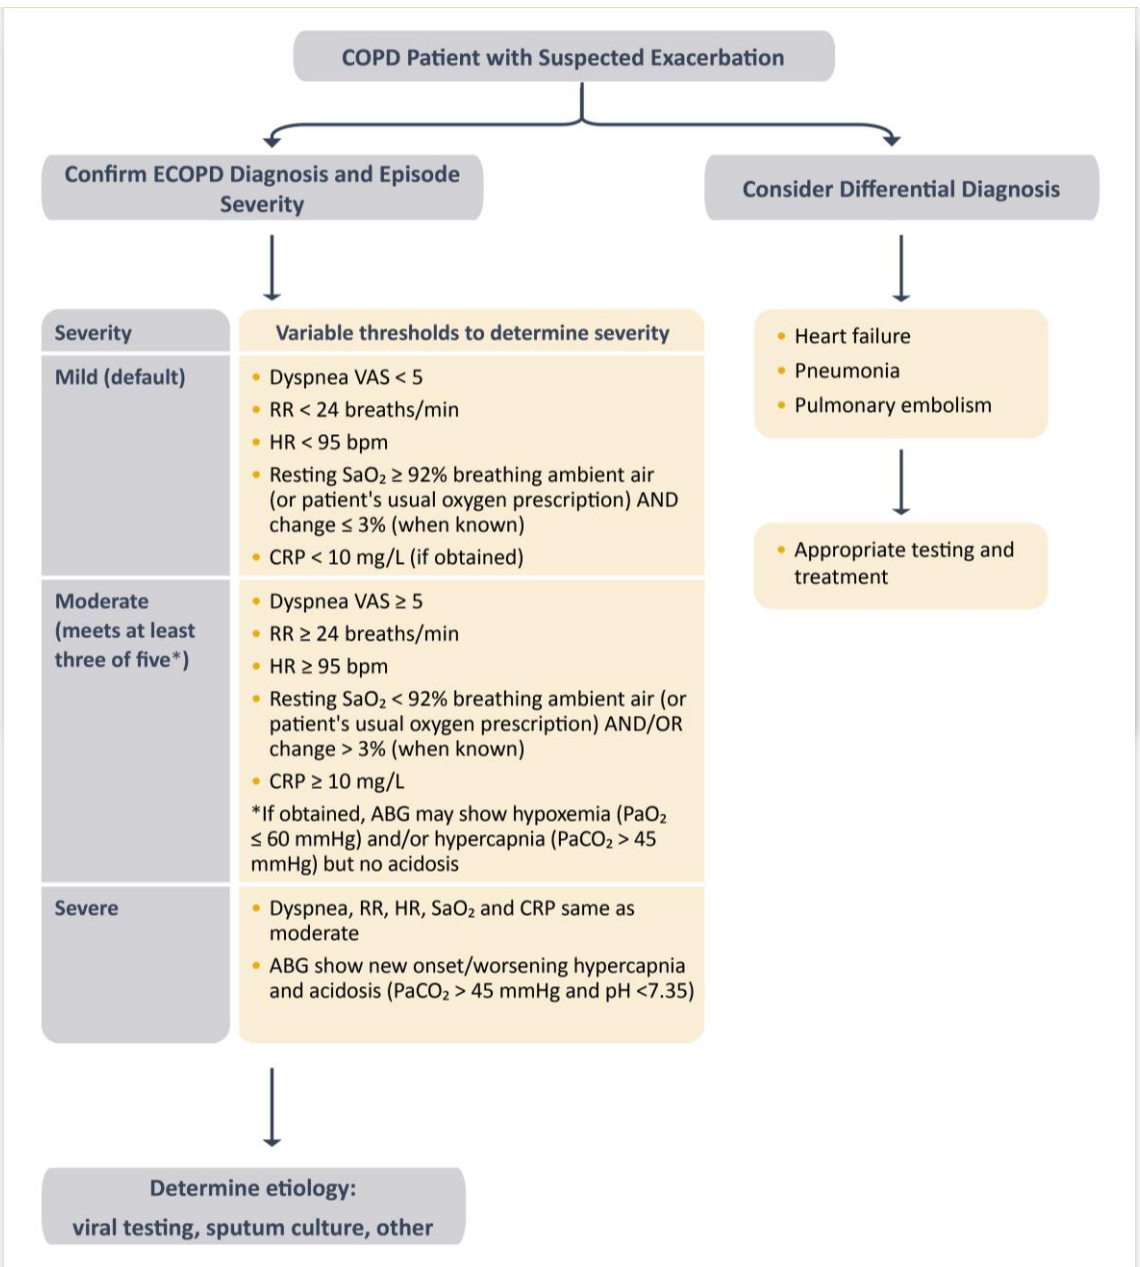 COPD Patient with Suspected Exacerbation
Confirm ECOPD Diagnosis and Episode
Severity
Consider Differential Diagnosis
Severity
Variable thresholds to determine severity
Mild (default)
• Dyspnea VAS < 5
• RR < 24 breaths/min
• HR < 95 bpm
• Resting SaO₂ ≥ 92% breathing ambient air
(or patient's usual oxygen prescription) AND
change ≤ 3% (when known)
• CRP < 10 mg/L (if obtained)
Moderate
(meets at least
three of five*)
• Dyspnea VAS ≥ 5
• RR ≥ 24 breaths/min
• HR ≥ 95 bpm
• Resting SaO₂ < 92% breathing ambient air (or
patient's usual oxygen prescription) AND/OR
change > 3% (when known)
• CRP ≥ 10 mg/L
*If obtained, ABG may show hypoxemia (PaO₂
≤ 60 mmHg) and/or hypercapnia (PaCO₂ > 45
mmHg) but no acidosis
Severe
• Dyspnea, RR, HR, SaO₂ and CRP same as
moderate
• ABG show new onset/worsening hypercapnia
and acidosis (PaCO₂ > 45 mmHg and pH <7.35)
• Heart failure
• Pneumonia
• Pulmonary embolism
• Appropriate testing and
treatment
Determine etiology:
viral testing, sputum culture, other